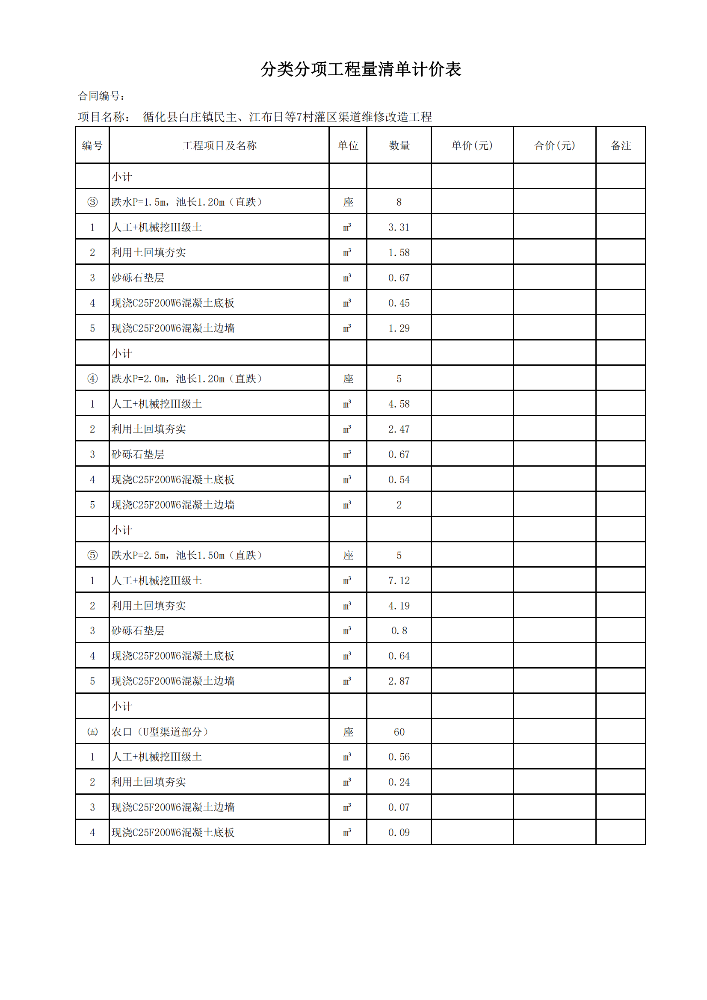 分类分项工程量清单计价表
合同编号：
项目名称： 循化县白庄镇民主、江布日等7村灌区渠道维修改造工程
编号 工程项目及名称 单位 数量 单价(元) 合价(元) 备注
小计
③ 跌水P=1.5m，池长1.20m（直跌） 座 8
1 人工+机械挖Ⅲ级土 m³ 3.31
2 利用土回填夯实 m³ 1.58
3 砂砾石垫层 m³ 0.67
4 现浇C25F200W6混凝土底板 m³ 0.45
5 现浇C25F200W6混凝土边墙 m³ 1.29
小计
④ 跌水P=2.0m，池长1.20m（直跌） 座 5
1 人工+机械挖Ⅲ级土 m³ 4.58
2 利用土回填夯实 m³ 2.47
3 砂砾石垫层 m³ 0.67
4 现浇C25F200W6混凝土底板 m³ 0.54
5 现浇C25F200W6混凝土边墙 m³ 2
小计
⑤ 跌水P=2.5m，池长1.50m（直跌） 座 5
1 人工+机械挖Ⅲ级土 m³ 7.12
2 利用土回填夯实 m³ 4.19
3 砂砾石垫层 m³ 0.8
4 现浇C25F200W6混凝土底板 m³ 0.64
5 现浇C25F200W6混凝土边墙 m³ 2.87
小计
㈤ 农口（U型渠道部分） 座 60
1 人工+机械挖Ⅲ级土 m³ 0.56
2 利用土回填夯实 m³ 0.24
3 现浇C25F200W6混凝土边墙 m³ 0.07
4 现浇C25F200W6混凝土底板 m³ 0.09